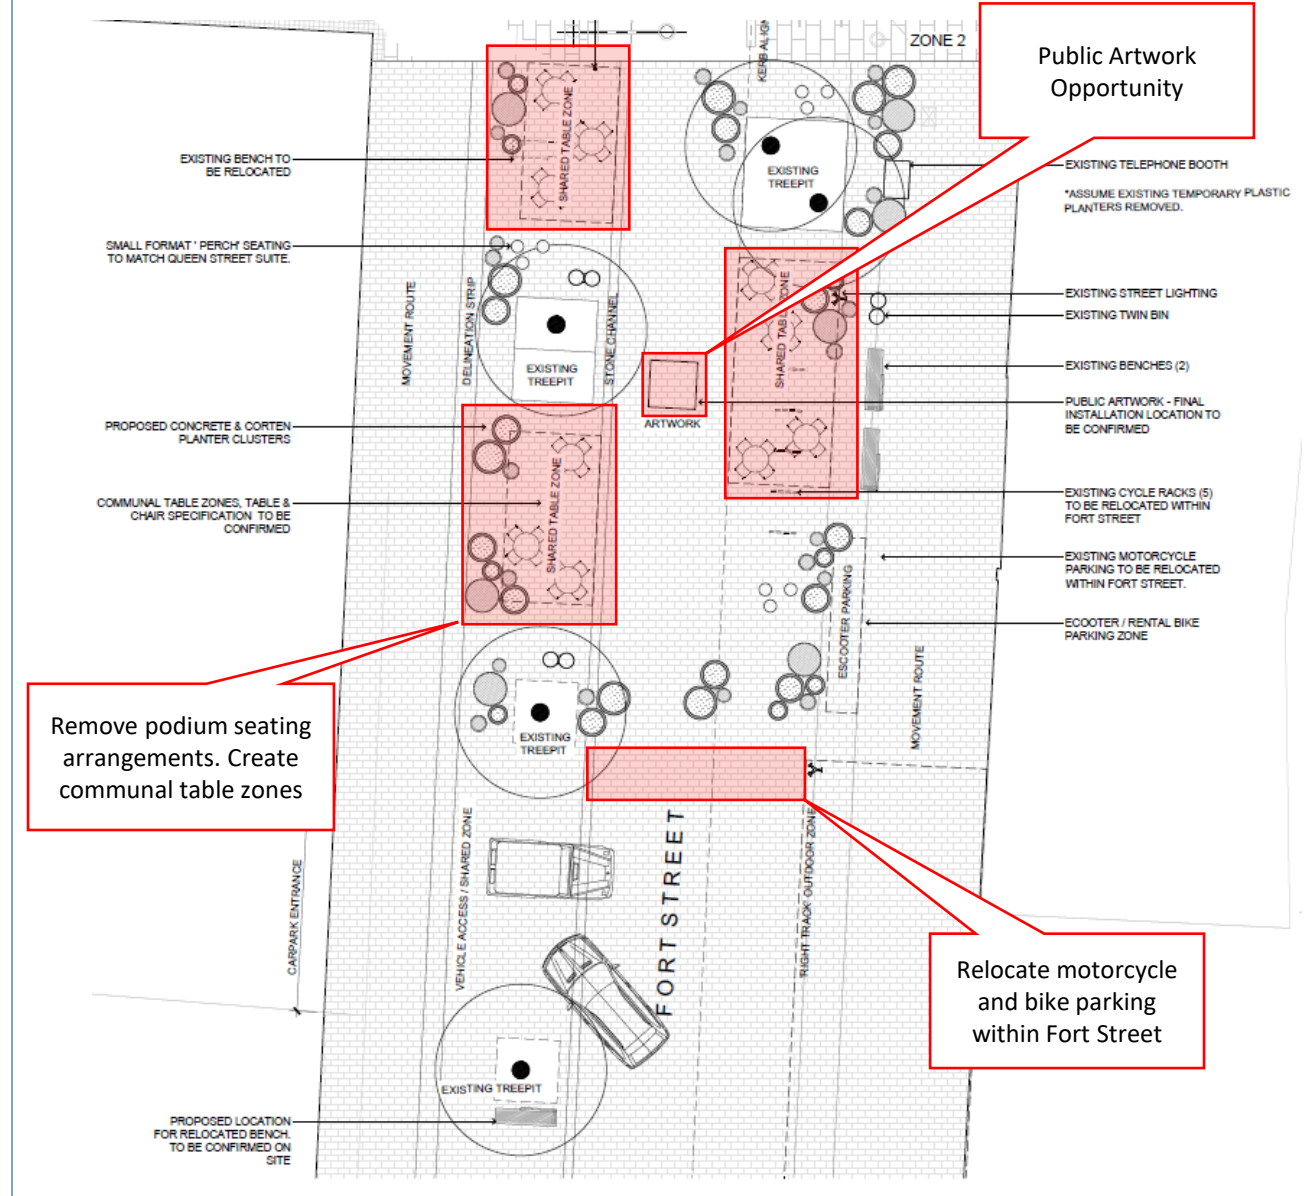 ZONE 2
KERB ALIGN
Public Artwork
Opportunity
SHARED TABLE ZONE
EXISTING BENCH TO
BE RELOCATED
EXISTING
TREEPIT
EXISTING TELEPHONE BOOTH
*ASSUME EXISTING TEMPORARY PLASTIC
PLANTERS REMOVED.
SMALL FORMAT ' PERCH' SEATING
TO MATCH QUEEN STREET SUITE.
MOVEMENT ROUTE
DELINEATION STRIP
STONE CHANNEL
EXISTING
TREEPIT
SHARED TABLE ZONE
EXISTING STREET LIGHTING
EXISTING TWIN BIN
EXISTING BENCHES (2)
PUBLIC ARTWORK - FINAL
INSTALLATION LOCATION TO
BE CONFIRMED
ARTWORK
PROPOSED CONCRETE & CORTEN
PLANTER CLUSTERS
COMMUNAL TABLE ZONES, TABLE &
CHAIR SPECIFICATION TO BE
CONFIRMED
SHARED TABLE ZONE
EXISTING CYCLE RACKS (5)
TO BE RELOCATED WITHIN
FORT STREET
EXISTING MOTORCYCLE
PARKING TO BE RELOCATED
WITHIN FORT STREET.
ECOOTER / RENTAL BIKE
PARKING ZONE
ESCOOTER PARKING
MOVEMENT ROUTE
Remove podium seating
arrangements. Create
communal table zones
EXISTING
TREEPIT
CARPARK ENTRANCE
VEHICLE ACCESS / SHARED ZONE
FORT STREET
RIGHT TRACK' OUTDOOR ZONE
Relocate motorcycle
and bike parking
within Fort Street
EXISTING TREEPIT
PROPOSED LOCATION
FOR RELOCATED BENCH.
TO BE CONFIRMED ON
SITE